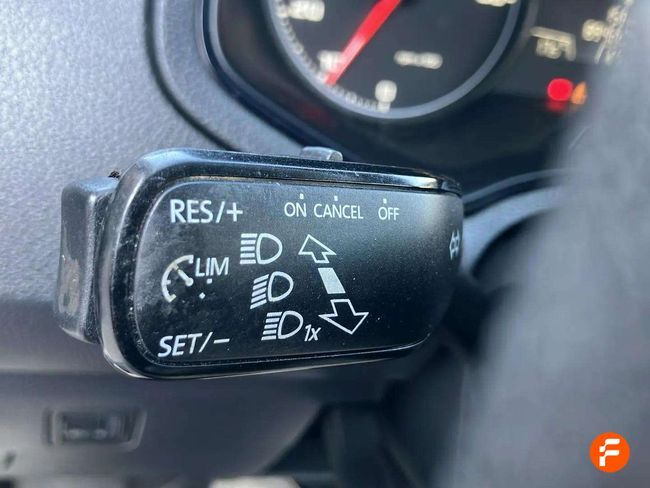 RES/+ ON CANCEL OFF
LIM
1x
SET/-